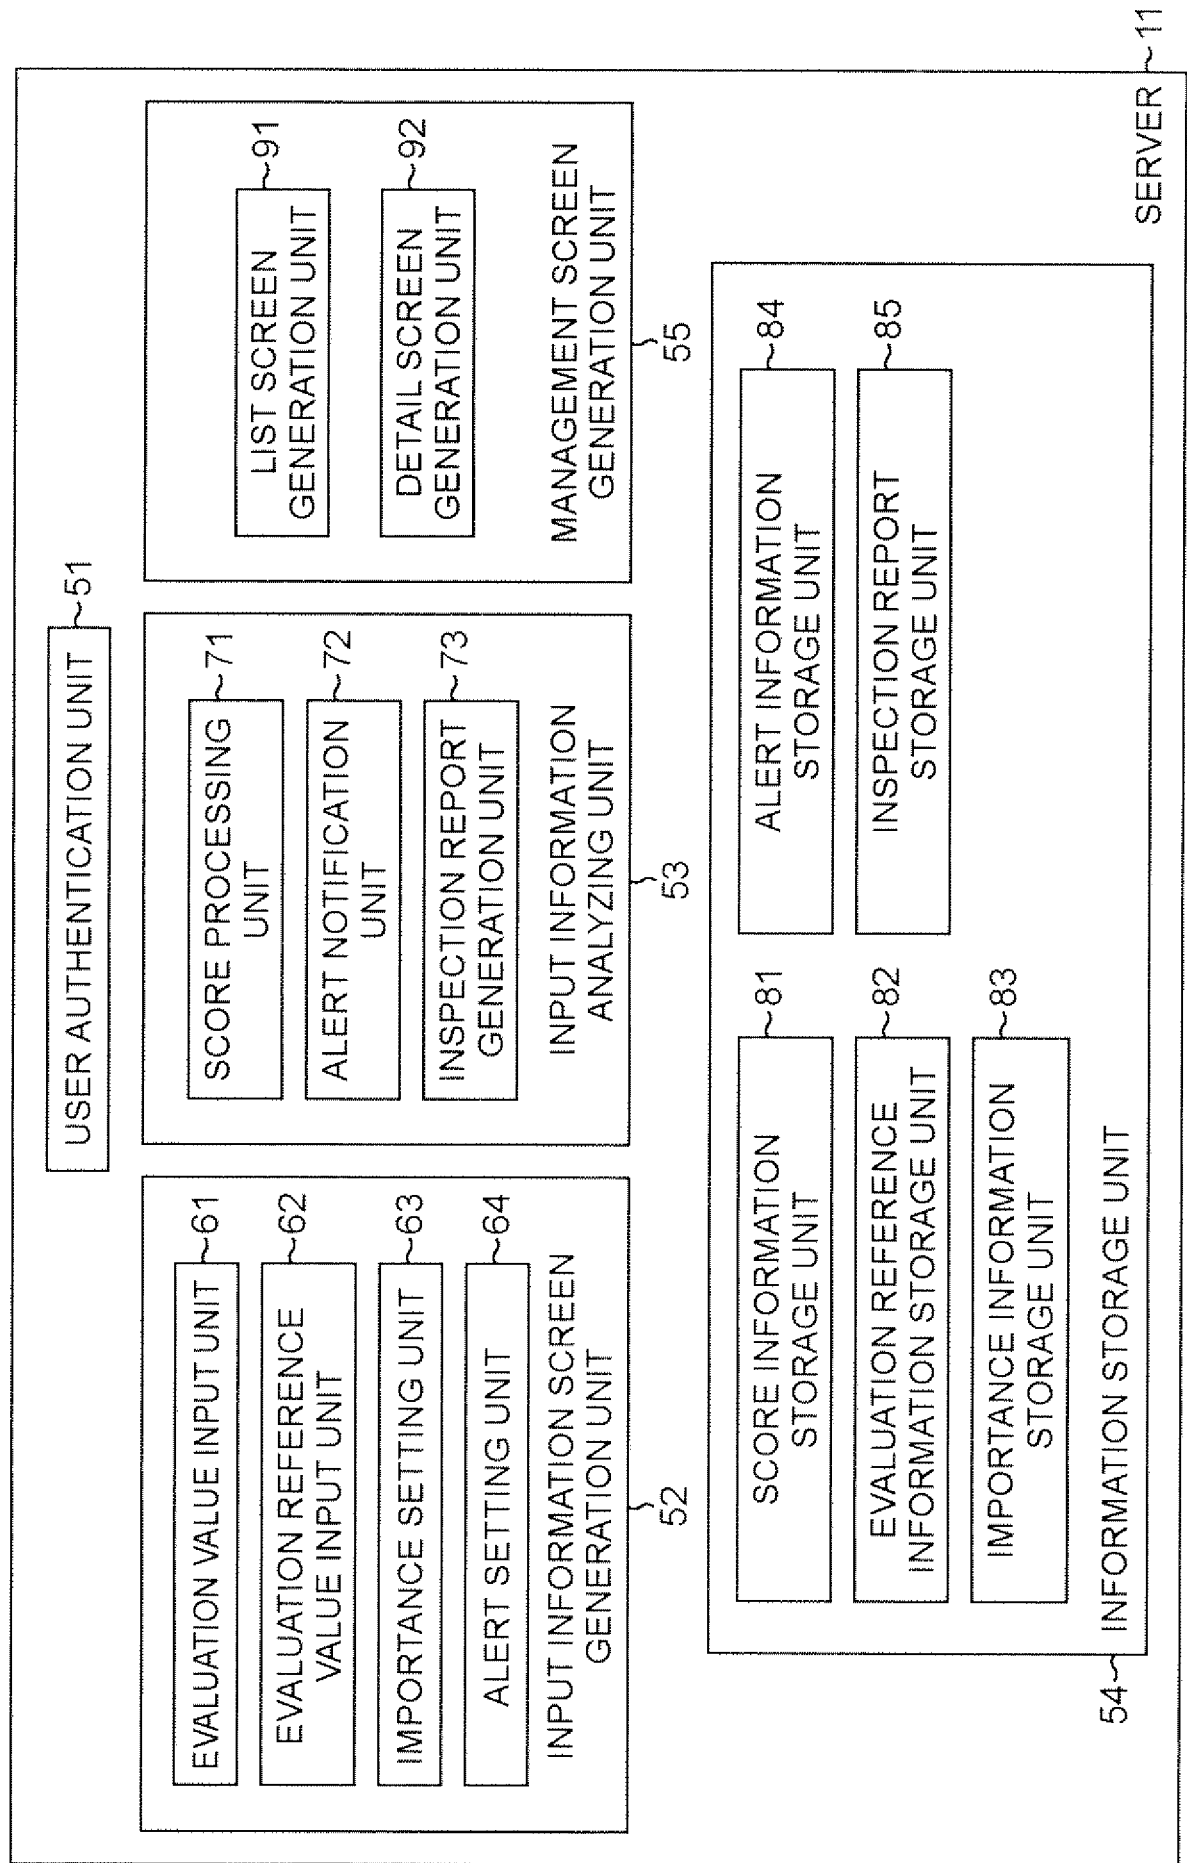 USER AUTHENTICATION UNIT
51
EVALUATION VALUE INPUT UNIT
61
EVALUATION REFERENCE
VALUE INPUT UNIT
62
IMPORTANCE SETTING UNIT
63
ALERT SETTING UNIT
64
INPUT INFORMATION SCREEN
GENERATION UNIT
52
SCORE PROCESSING
UNIT
71
ALERT NOTIFICATION
UNIT
72
INSPECTION REPORT
GENERATION UNIT
73
INPUT INFORMATION
ANALYZING UNIT
53
LIST SCREEN
GENERATION UNIT
91
DETAIL SCREEN
GENERATION UNIT
92
MANAGEMENT SCREEN
GENERATION UNIT
55
SCORE INFORMATION
STORAGE UNIT
81
EVALUATION REFERENCE
INFORMATION STORAGE UNIT
82
IMPORTANCE INFORMATION
STORAGE UNIT
83
ALERT INFORMATION
STORAGE UNIT
84
INSPECTION REPORT
STORAGE UNIT
85
54
INFORMATION STORAGE UNIT
SERVER
11